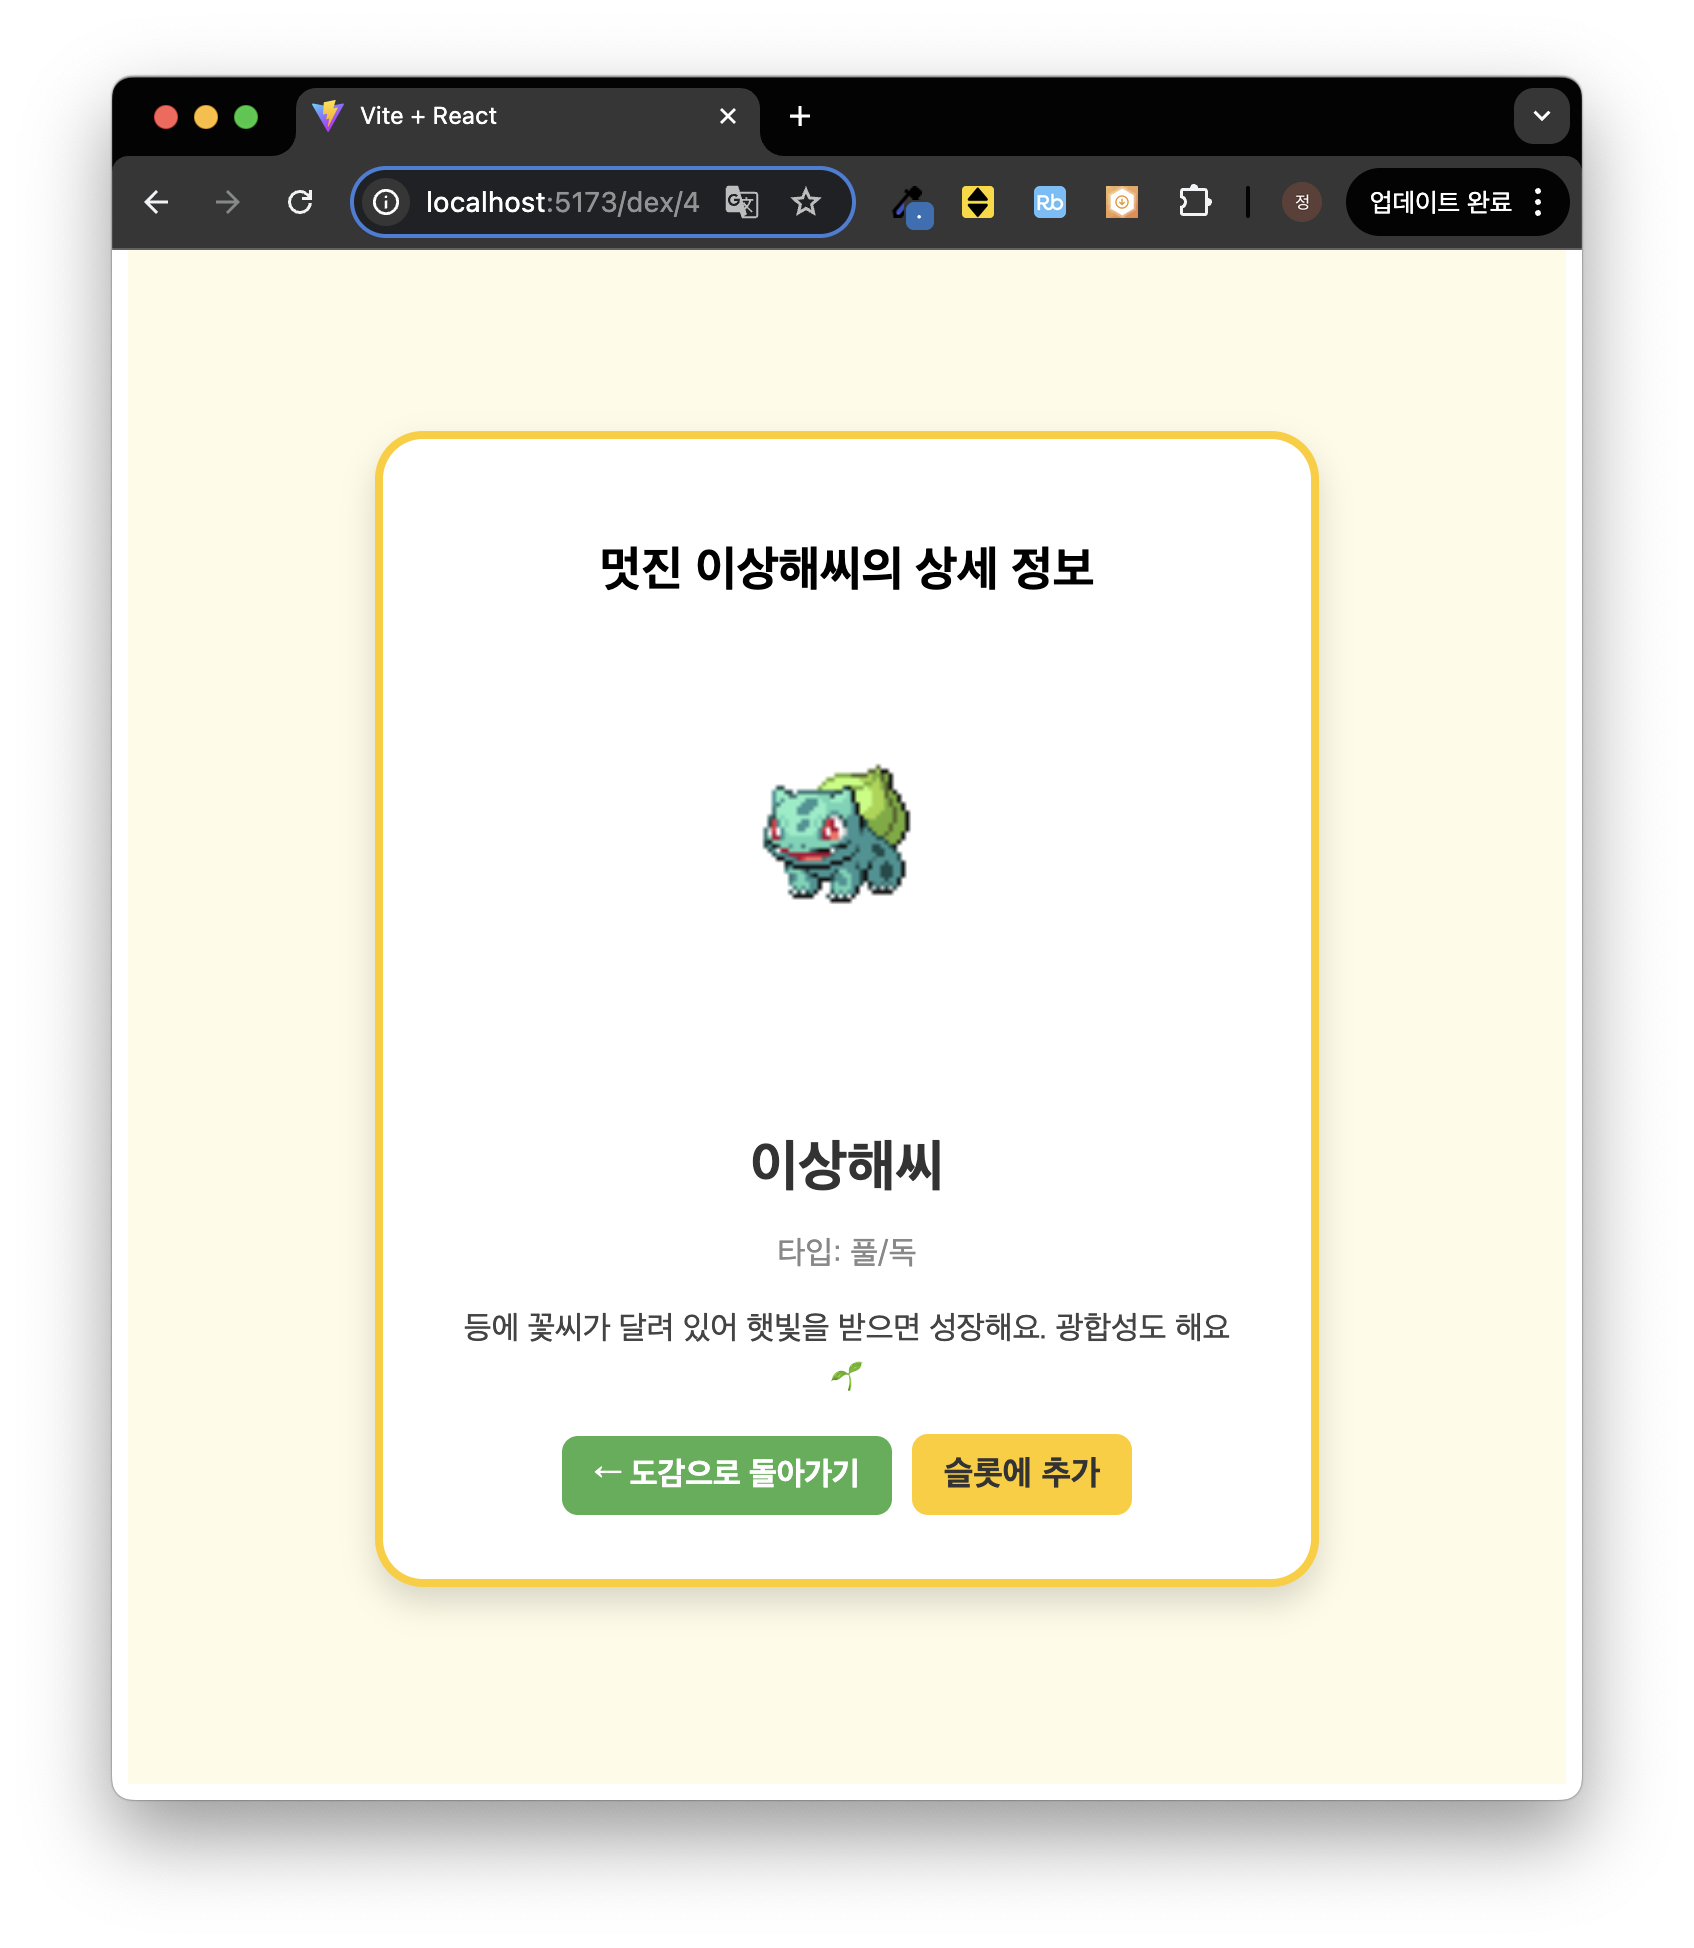 Vite + React
localhost:5173/dex/4
Rb
정
업데이트 완료
멋진 이상해씨의 상세 정보
이상해씨
타입: 풀/독
등에 꽃씨가 달려 있어 햇빛을 받으면 성장해요. 광합성도 해요
🌱
← 도감으로 돌아가기
슬롯에 추가